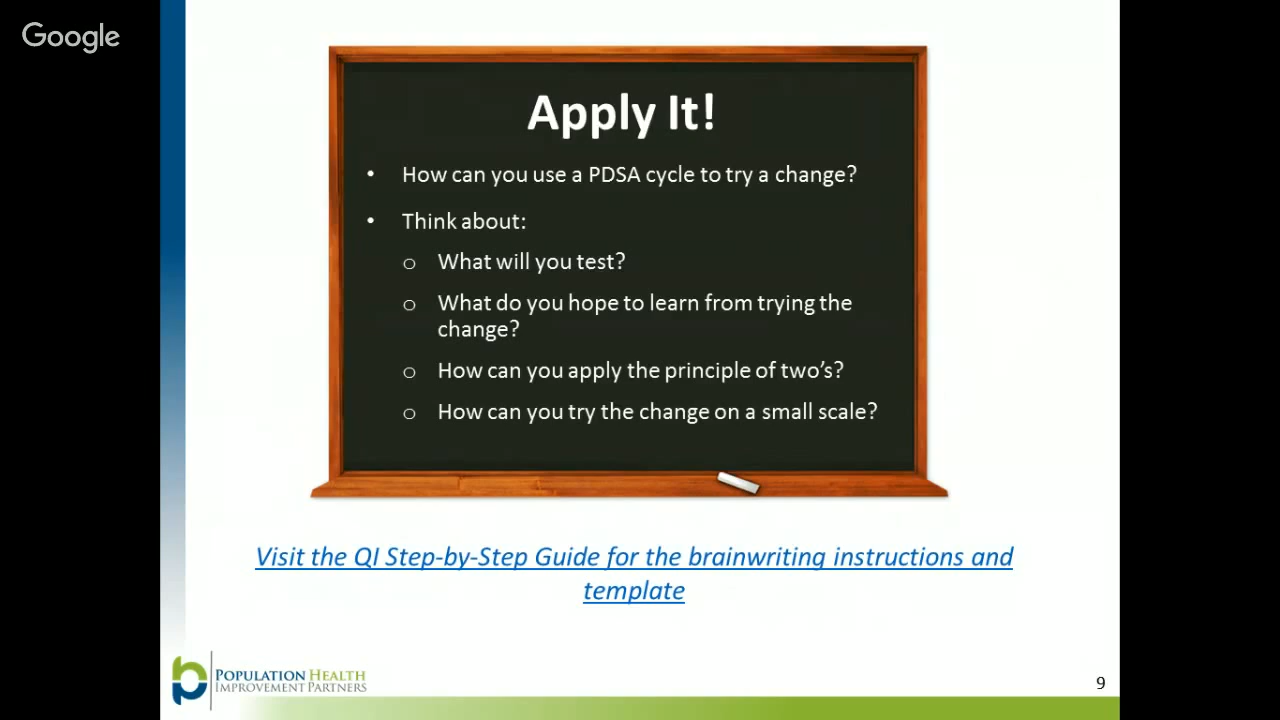 Google
Apply It!
• How can you use a PDSA cycle to try a change?
• Think about:
o What will you test?
o What do you hope to learn from trying the
change?
o How can you apply the principle of two's?
o How can you try the change on a small scale?
Visit the QI Step-by-Step Guide for the brainwriting instructions and
template
POPULATION HEALTH
IMPROVEMENT PARTNERS
9